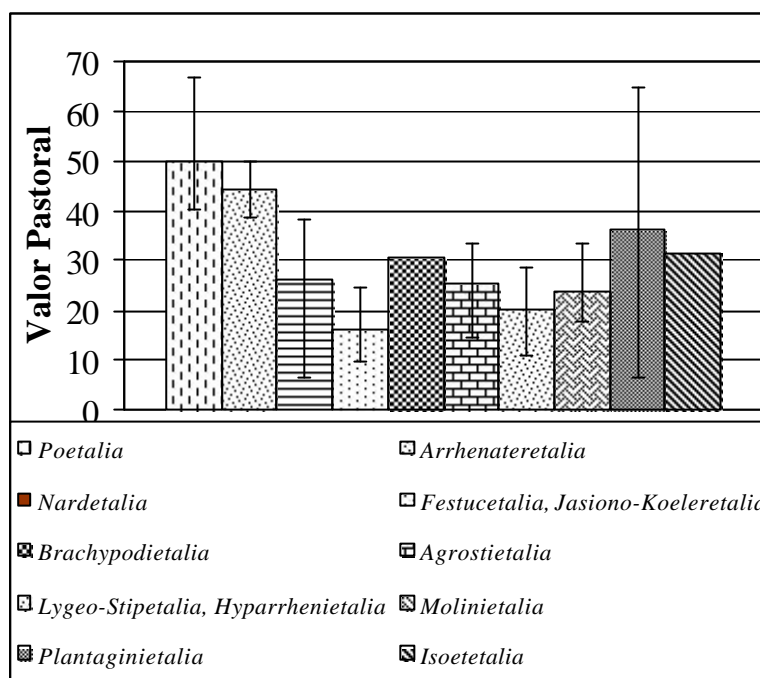 70
60
50
40
30
20
10
0
Valor Pastoral
Poetalia
Arrhenateretalia
Nardetalia
Festucetalia, Jasiono-Koeleretalia
Brachypodietalia
Agrostietalia
Lygeo-Stipetalia, Hyparrhenietalia
Molinietalia
Plantaginietalia
Isoetetalia